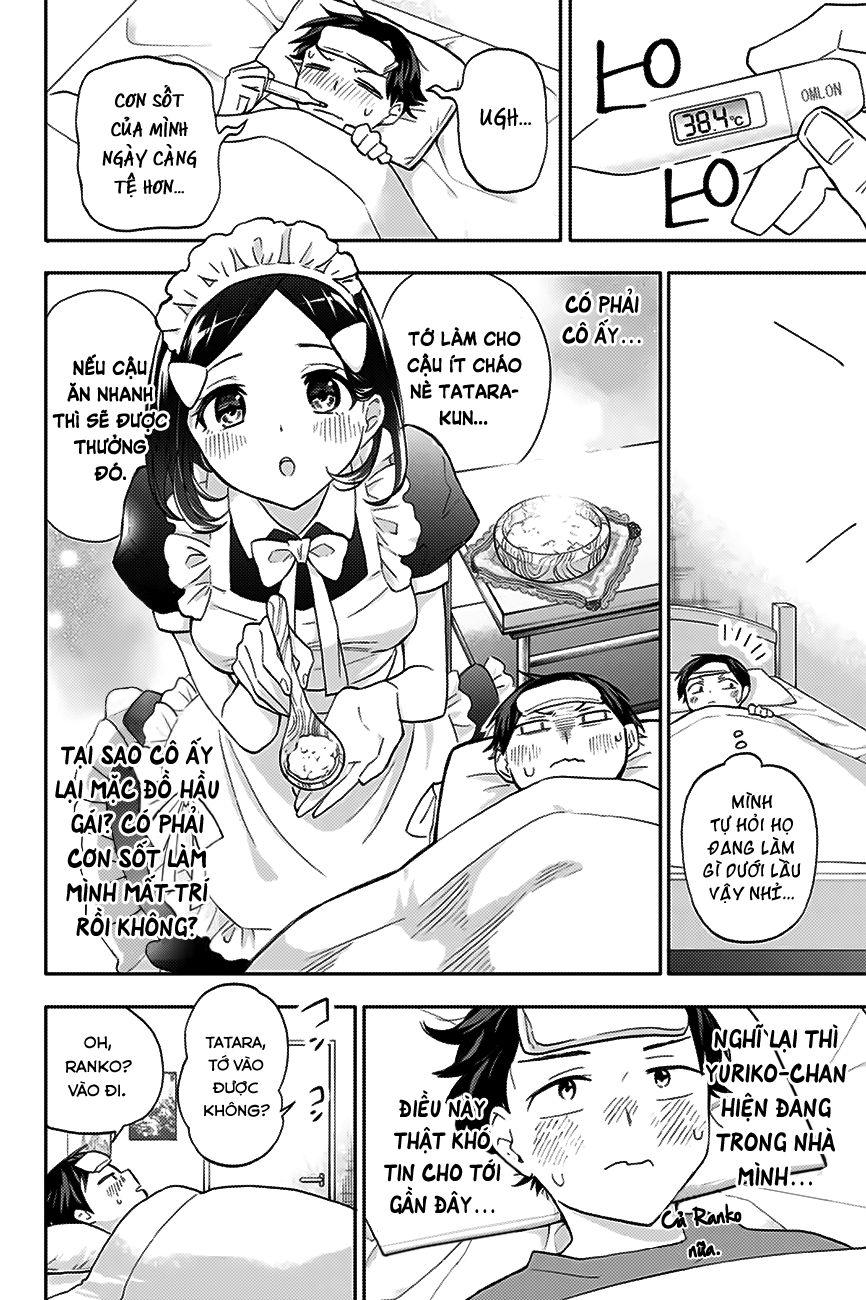 ピ
OMLON
38.4℃
ピ
UGH...
CƠN SỐT
CỦA MÌNH
NGÀY CÀNG
TỆ HƠN...
MÌNH
TỰ HỎI HỌ
ĐANG LÀM
GÌ DƯỚI LẦU
VẬY NHỈ...
CÓ PHẢI
CÔ ẤY...
TỚ LÀM CHO
CẬU ÍT CHÁO
NÈ TATARA-
KUN...
NẾU CẬU
ĂN NHANH
THÌ SẼ ĐƯỢC
THƯỞNG
ĐÓ.
TẠI SAO CÔ ẤY
LẠI MẶC ĐỒ HẦU
GÁI? CÓ PHẢI
CƠN SỐT LÀM
MÌNH MẤT TRÍ
RỒI KHÔNG?
NGHĨ LẠI THÌ
YURIKO-CHAN
HIỆN ĐANG
TRONG NHÀ
MÌNH...
Cả Ranko
nữa.
ĐIỀU NÀY
THẬT KHÓ
TIN CHO TỚI
GẦN ĐÂY...
TATARA,
TỚ VÀO
ĐƯỢC
KHÔNG?
OH,
RANKO?
VÀO ĐI.